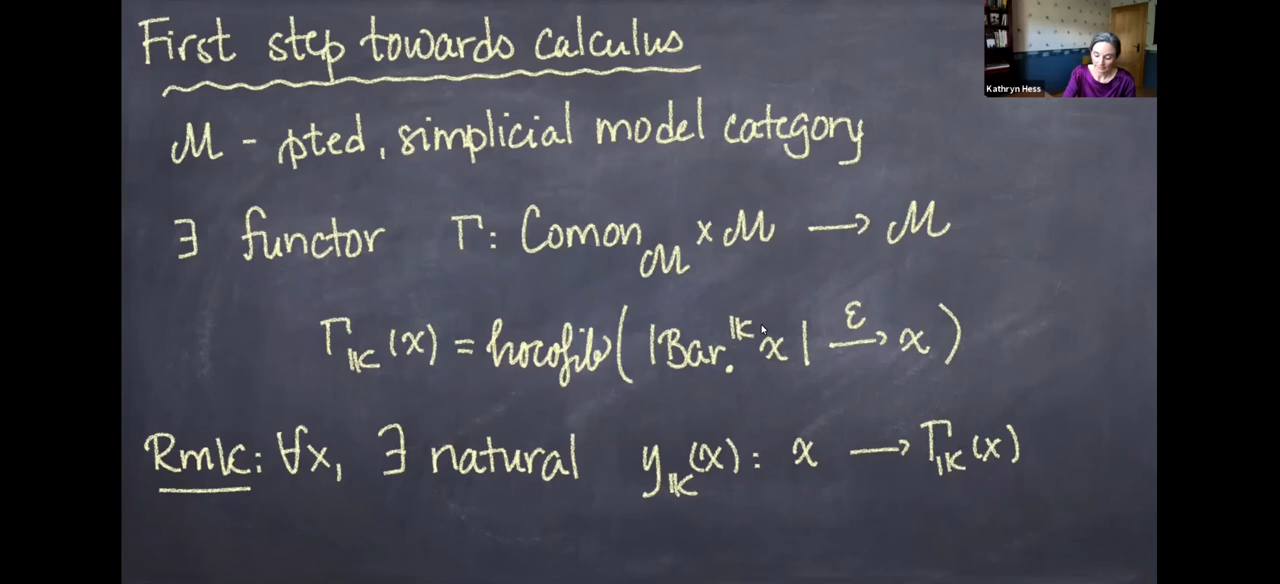 First step towards calculus
Kathryn Hess
M - pted, simplicial model category
∃ functor Γ: Comon_M × M → M
Γ_𝕂(x) = hocofib( |Bar.^𝕂 x| —ε→ x )
Rmk: ∀x, ∃ natural y_𝕂(x): x → Γ_𝕂(x)